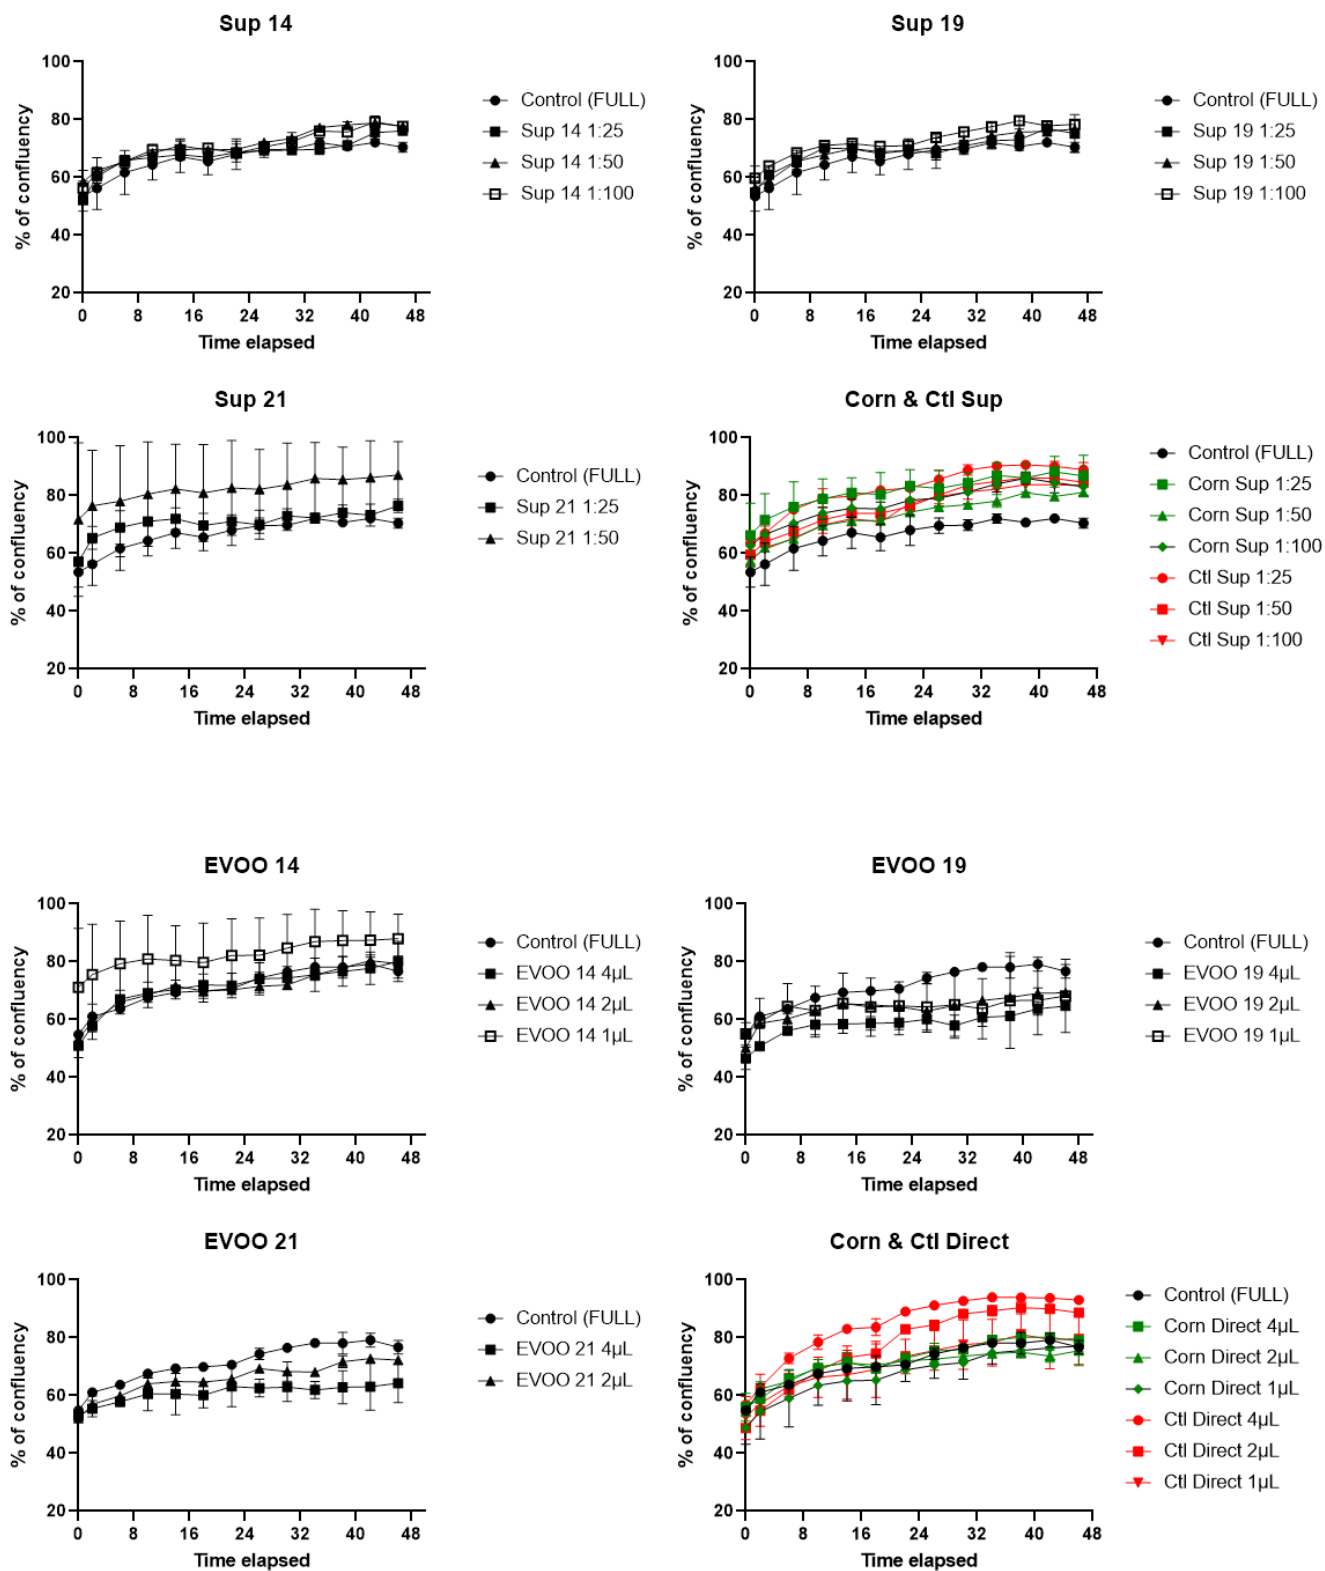 Sup 14
100
80
60
40
20
0 8 16 24 32 40 48
% of confluency
Time elapsed
Control (FULL)
Sup 14 1:25
Sup 14 1:50
Sup 14 1:100
Sup 19
100
80
60
40
20
0 8 16 24 32 40 48
% of confluency
Time elapsed
Control (FULL)
Sup 19 1:25
Sup 19 1:50
Sup 19 1:100
Sup 21
100
80
60
40
20
0 8 16 24 32 40 48
% of confluency
Time elapsed
Control (FULL)
Sup 21 1:25
Sup 21 1:50
Corn & Ctl Sup
100
80
60
40
20
0 8 16 24 32 40 48
% of confluency
Time elapsed
Control (FULL)
Corn Sup 1:25
Corn Sup 1:50
Corn Sup 1:100
Ctl Sup 1:25
Ctl Sup 1:50
Ctl Sup 1:100
EVOO 14
100
80
60
40
20
0 8 16 24 32 40 48
% of confluency
Time elapsed
Control (FULL)
EVOO 14 4µL
EVOO 14 2µL
EVOO 14 1µL
EVOO 19
100
80
60
40
20
0 8 16 24 32 40 48
% of confluency
Time elapsed
Control (FULL)
EVOO 19 4µL
EVOO 19 2µL
EVOO 19 1µL
EVOO 21
100
80
60
40
20
0 8 16 24 32 40 48
% of confluency
Time elapsed
Control (FULL)
EVOO 21 4µL
EVOO 21 2µL
Corn & Ctl Direct
100
80
60
40
20
0 8 16 24 32 40 48
% of confluency
Time elapsed
Control (FULL)
Corn Direct 4µL
Corn Direct 2µL
Corn Direct 1µL
Ctl Direct 4µL
Ctl Direct 2µL
Ctl Direct 1µL